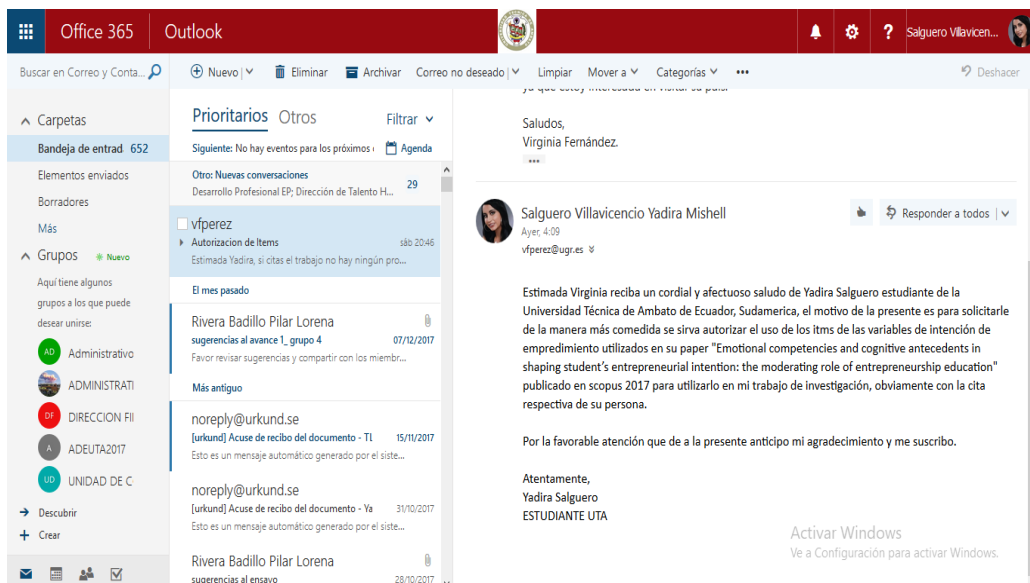 Office 365
Outlook
Salguero Villavicen...
Buscar en Correo y Conta...
Nuevo
Eliminar
Archivar
Correo no deseado
Limpiar
Mover a
Categorías
Deshacer
Carpetas
Bandeja de entrad 652
Elementos enviados
Borradores
Más
Grupos
Nuevo
Aquí tiene algunos
grupos a los que puede
desear unirse:
AD Administrativo
ADMINISTRATI
DF DIRECCION FII
A ADEUTA2017
UD UNIDAD DE C
Descubrir
Crear
Prioritarios Otros
Filtrar
Siguiente: No hay eventos para los próximos
Agenda
Otro: Nuevas conversaciones
Desarrollo Profesional EP; Dirección de Talento H...
29
vfperez
Autorizacion de Items sáb 20:46
Estimada Yadira, si citas el trabajo no hay ningún pro...
El mes pasado
Rivera Badillo Pilar Lorena
sugerencias al avance 1_ grupo 4 07/12/2017
Favor revisar sugerencias y compartir con los miembr...
Más antiguo
noreply@urkund.se
[urkund] Acuse de recibo del documento - TL 15/11/2017
Esto es un mensaje automático generado por el siste...
noreply@urkund.se
[urkund] Acuse de recibo del documento - Ya 31/10/2017
Esto es un mensaje automático generado por el siste...
Rivera Badillo Pilar Lorena
sugerencias al ensayo 28/10/2017
ya que estoy interesada en visitar su país.
Saludos,
Virginia Fernández.
Salguero Villavicencio Yadira Mishell
Ayer, 4:09
vfperez@ugr.es
Responder a todos
Estimada Virginia reciba un cordial y afectuoso saludo de Yadira Salguero estudiante de la
Universidad Técnica de Ambato de Ecuador, Sudamerica, el motivo de la presente es para solicitarle
de la manera más comedida se sirva autorizar el uso de los itms de las variables de intención de
empredimiento utilizados en su paper "Emotional competencies and cognitive antecedents in
shaping student's entrepreneurial intention: the moderating role of entrepreneurship education"
publicado en scopus 2017 para utilizarlo en mi trabajo de investigación, obviamente con la cita
respectiva de su persona.
Por la favorable atención que de a la presente anticipo mi agradecimiento y me suscribo.
Atentamente,
Yadira Salguero
ESTUDIANTE UTA
Activar Windows
Ve a Configuración para activar Windows.